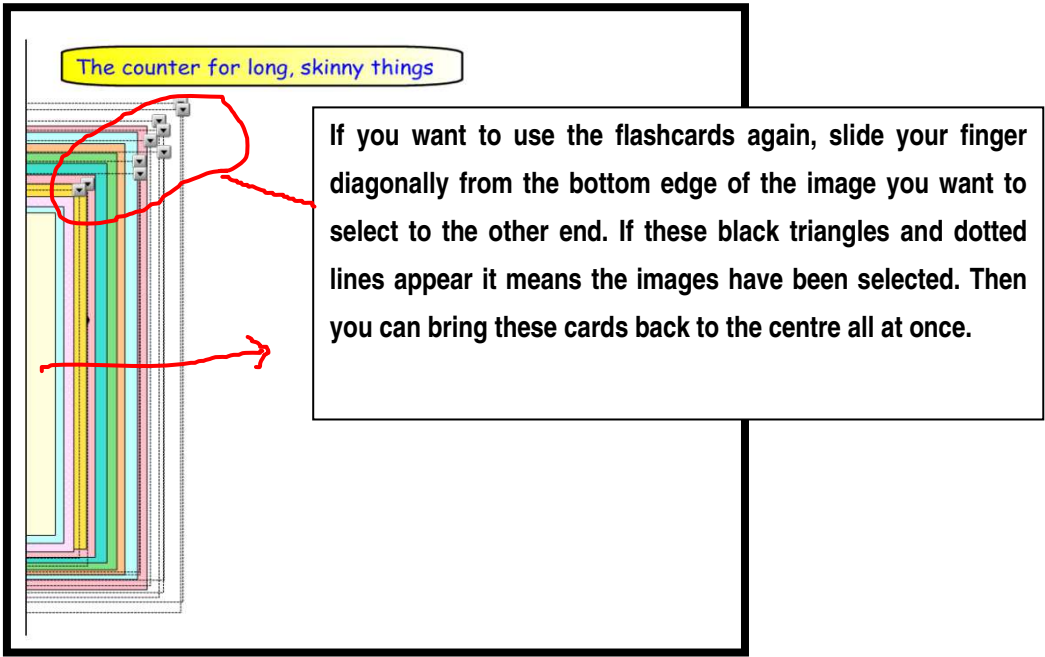 The counter for long, skinny things
If you want to use the flashcards again, slide your finger
diagonally from the bottom edge of the image you want to
select to the other end. If these black triangles and dotted
lines appear it means the images have been selected. Then
you can bring these cards back to the centre all at once.